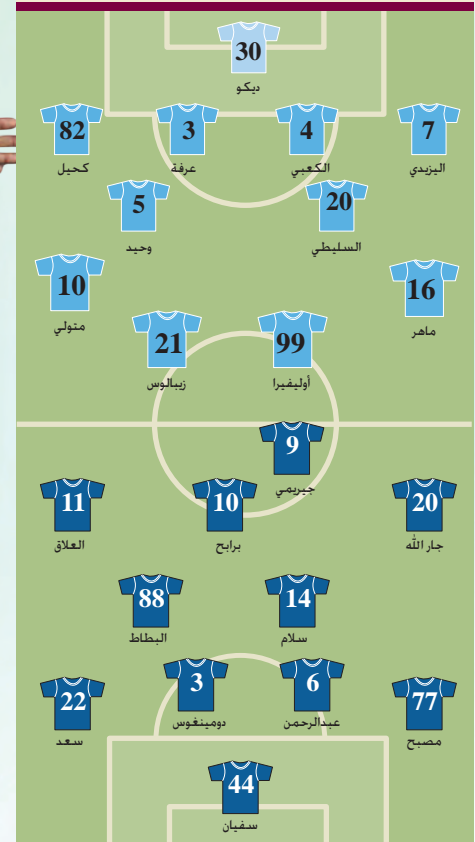 30
ديكو
7
4
3
82
اليزيدي
الكعبي
عرفة
كحيل
20
5
السليطي
وحيد
16
10
ماهر
متولي
99
21
أوليفيرا
زيبالوس
9
جيريمي
20
10
11
جار الله
برابح
العلاق
14
88
سلام
البطاط
77
6
3
22
مصبح
عبدالرحمن
دومينغوس
سعد
44
سفيان